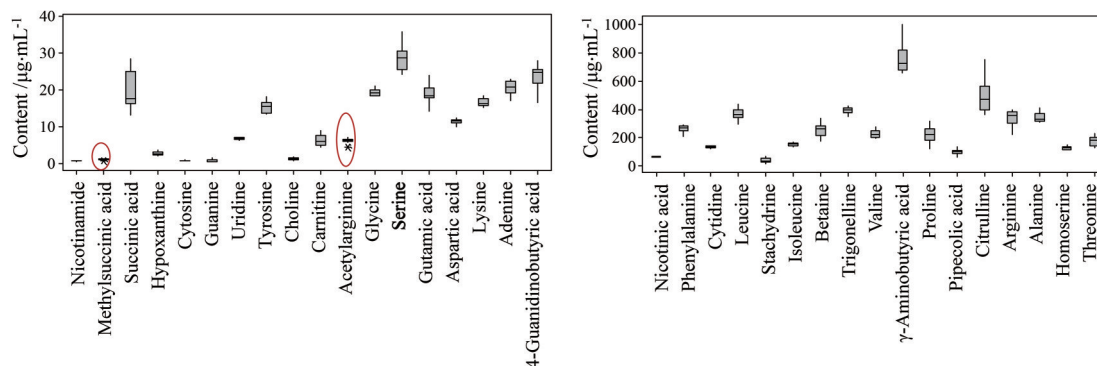 Content /μg·mL⁻¹
40
30
20
10
0
Nicotinamide
Methylsuccinic acid
Succinic acid
Hypoxanthine
Cytosine
Guanine
Uridine
Tyrosine
Choline
Carnitine
Acetylarginine
Glycine
Serine
Gutamic acid
Aspartic acid
Lysine
Adenine
4-Guanidinobutyric acid
Content /μg·mL⁻¹
1000
800
600
400
200
0
Nicotinic acid
Phenylalanine
Cytidine
Leucine
Stachydrine
Isoleucine
Betaine
Trigonelline
Valine
γ-Aminobutyric acid
Proline
Pipecolic acid
Citrulline
Arginine
Alanine
Homoserine
Threonine